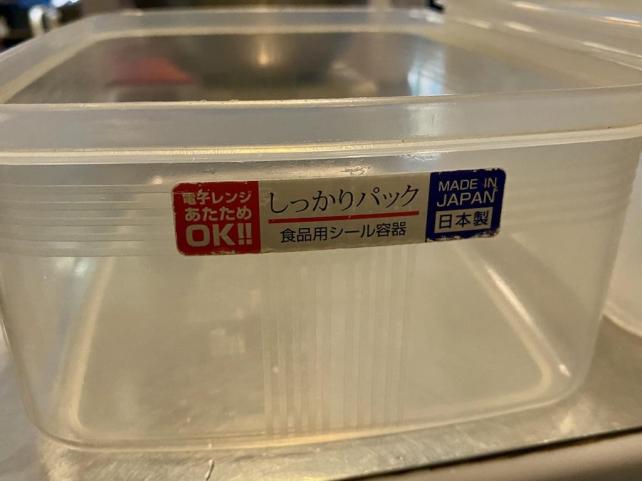 電子レンジ
あたため
OK!!
しっかりパック
食品用シール容器
MADE IN
JAPAN
日本製